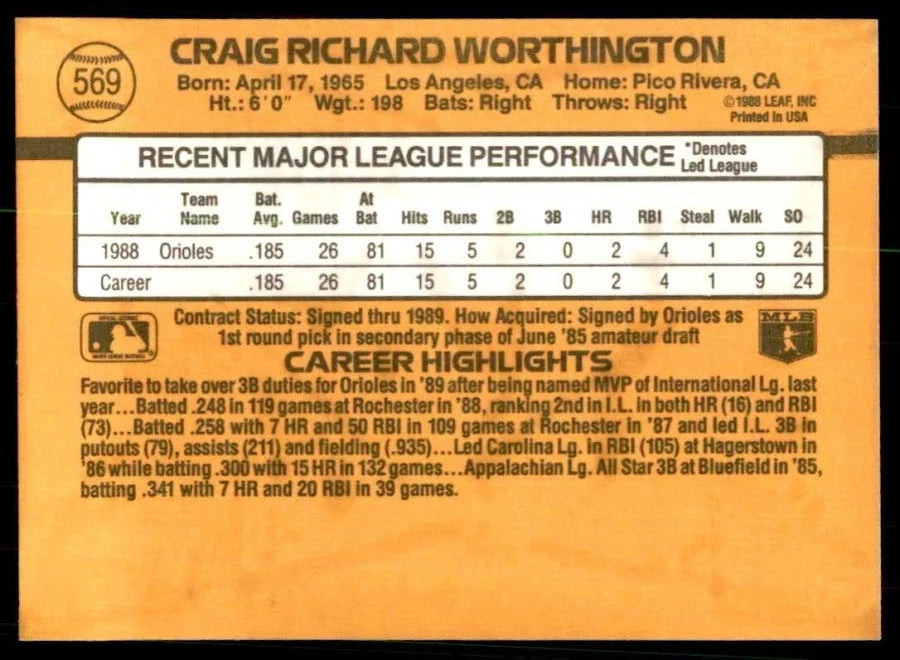 569
CRAIG RICHARD WORTHINGTON
Born: April 17, 1965 Los Angeles, CA Home: Pico Rivera, CA
Ht.: 6'0" Wgt.: 198 Bats: Right Throws: Right
©1988 LEAF, INC
Printed in USA
RECENT MAJOR LEAGUE PERFORMANCE *Denotes
Led League
Year Team Name Bat. Avg. Games At Bat Hits Runs 2B 3B HR RBI Steal Walk SO
1988 Orioles .185 26 81 15 5 2 0 2 4 1 9 24
Career .185 26 81 15 5 2 0 2 4 1 9 24
Contract Status: Signed thru 1989. How Acquired: Signed by Orioles as
1st round pick in secondary phase of June '85 amateur draft
MLB
CAREER HIGHLIGHTS
Favorite to take over 3B duties for Orioles in '89 after being named MVP of International Lg. last
year...Batted .248 in 119 games at Rochester in '88, ranking 2nd in I.L. in both HR (16) and RBI
(73)...Batted .258 with 7 HR and 50 RBI in 109 games at Rochester in '87 and led I.L. 3B in
putouts (79), assists (211) and fielding (.935)...Led Carolina Lg. in RBI (105) at Hagerstown in
'86 while batting .300 with 15 HR in 132 games...Appalachian Lg. All Star 3B at Bluefield in '85,
batting .341 with 7 HR and 20 RBI in 39 games.